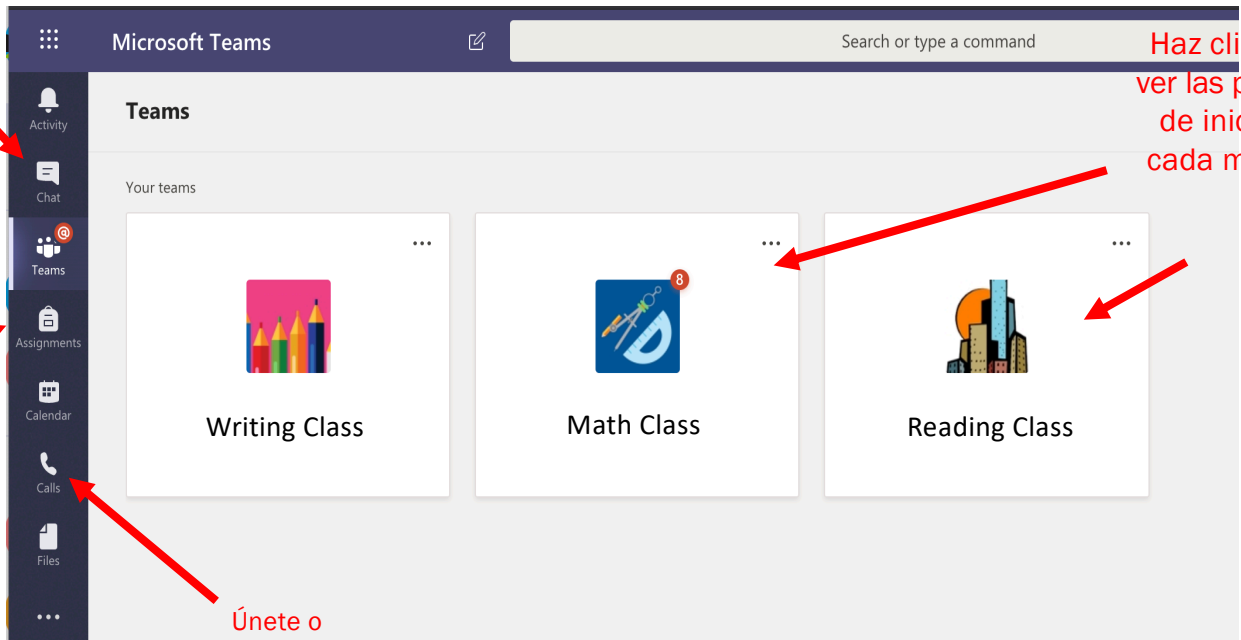 Microsoft Teams
Search or type a command
Haz cli
ver las p
de inic
cada m
Activity
Chat
@
Teams
Assignments
Calendar
Calls
Files
Teams
Your teams
Writing Class
8
Math Class
Reading Class
Únete o